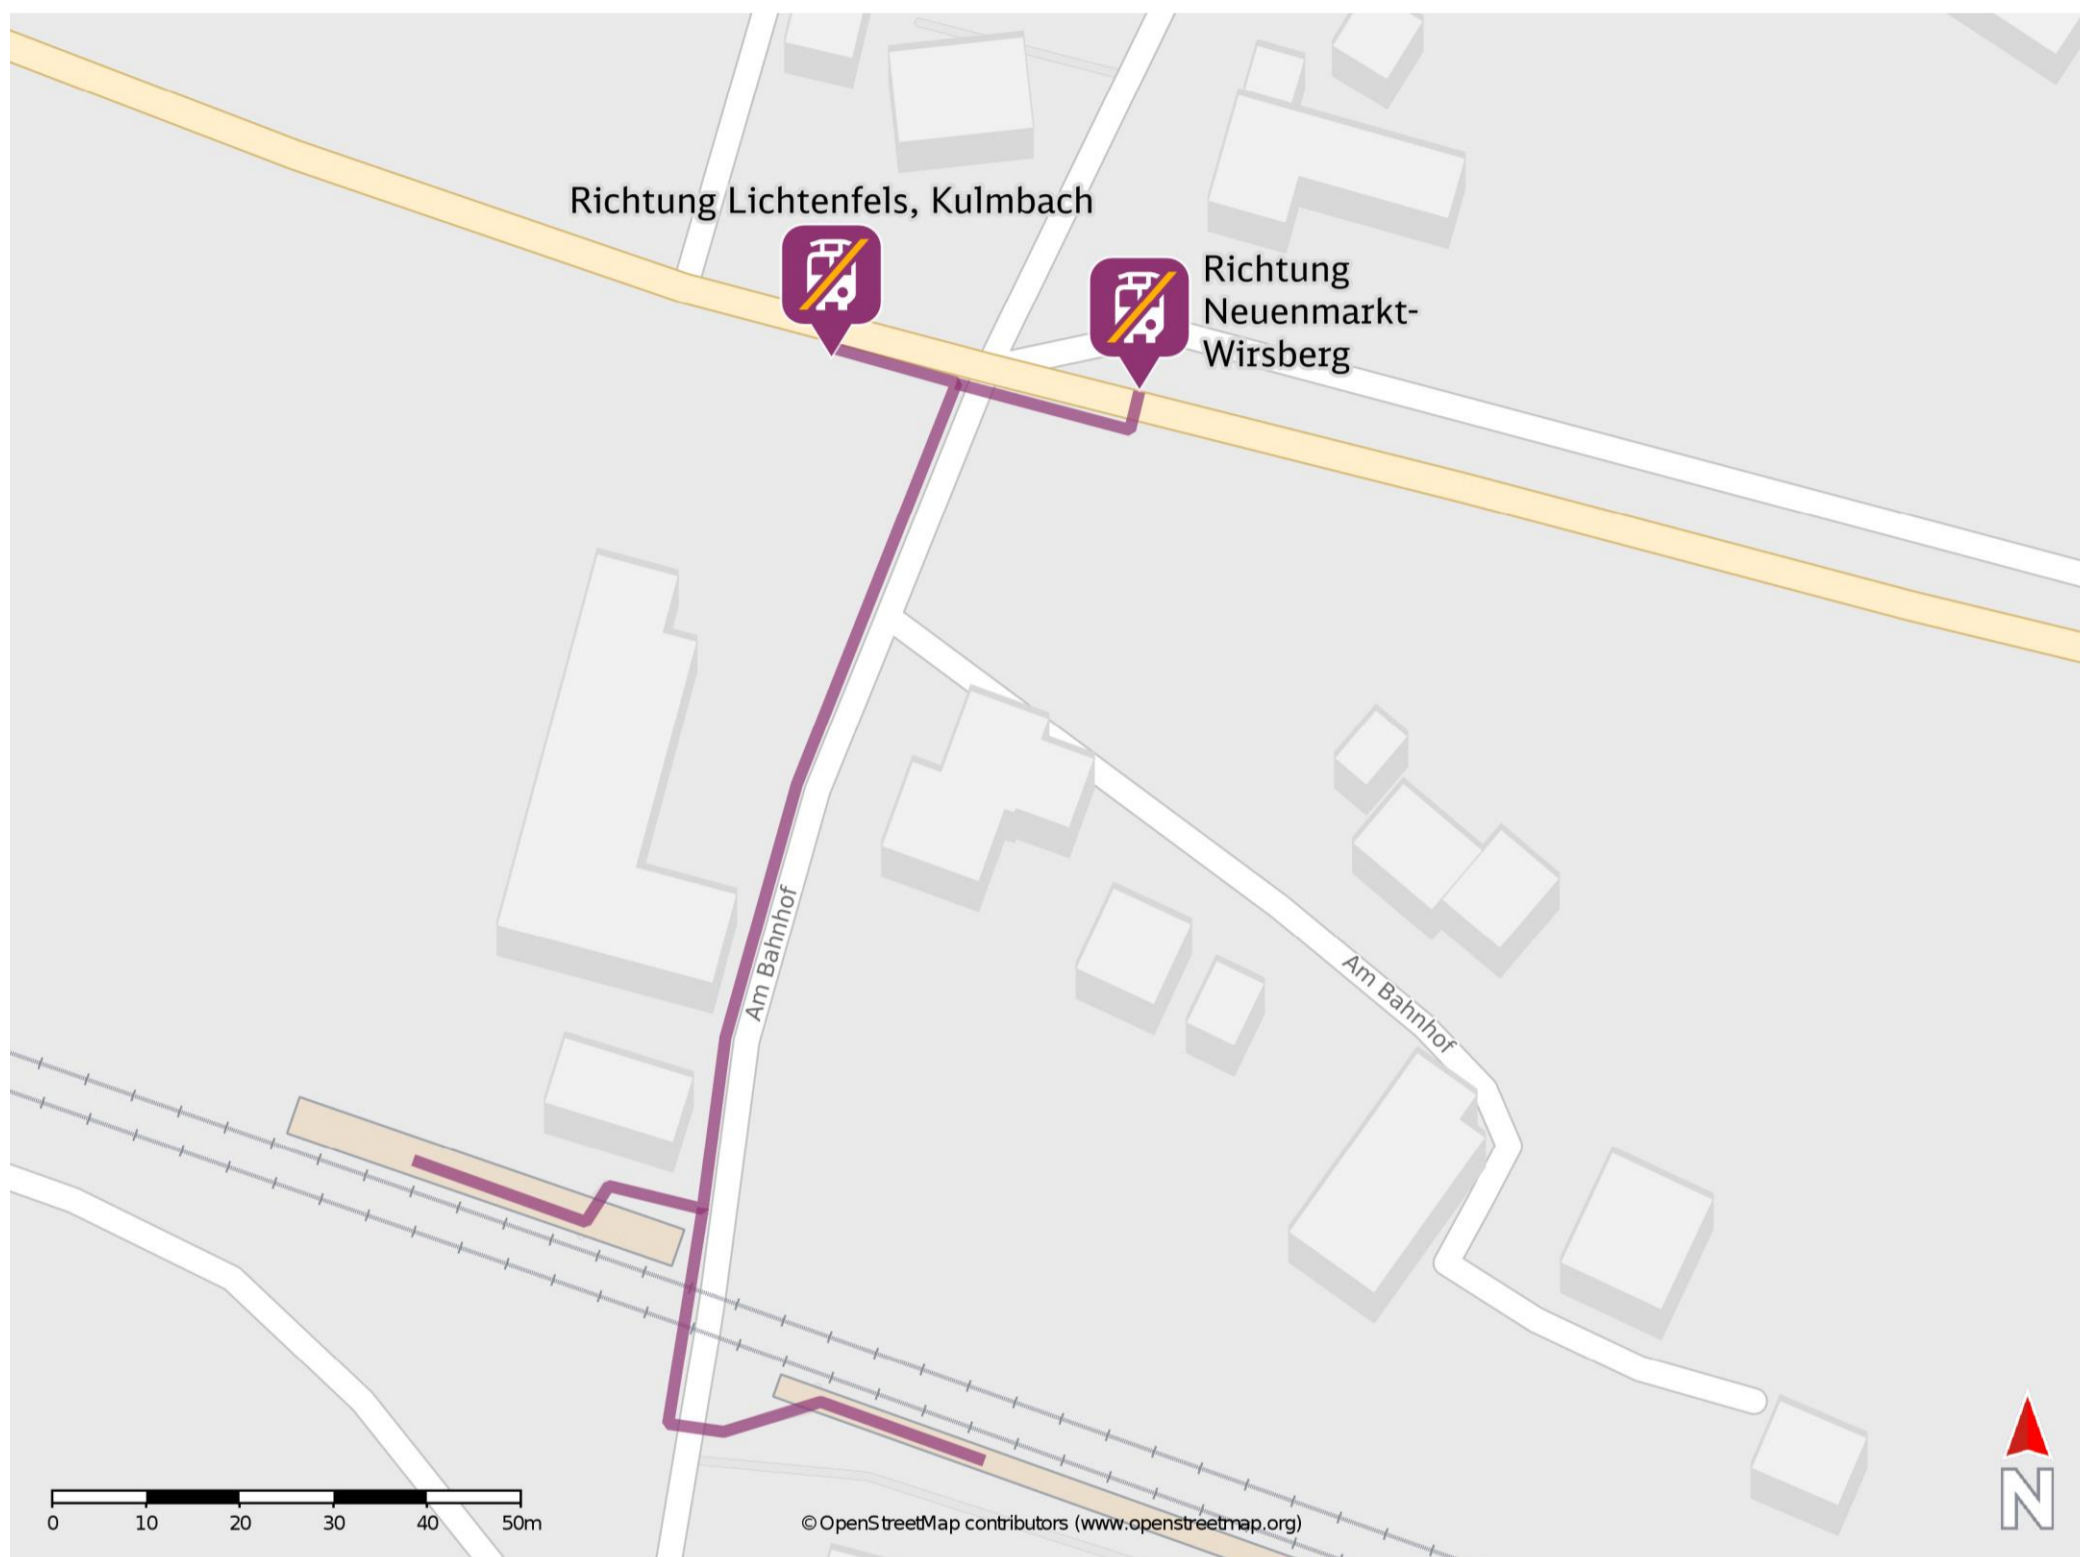 Richtung Lichtenfels, Kulmbach
Richtung
Neuenmarkt-
Wirsberg
Am Bahnhof
Am Bahnhof
0 10 20 30 40 50m
© OpenStreetMap contributors (www.openstreetmap.org)
N